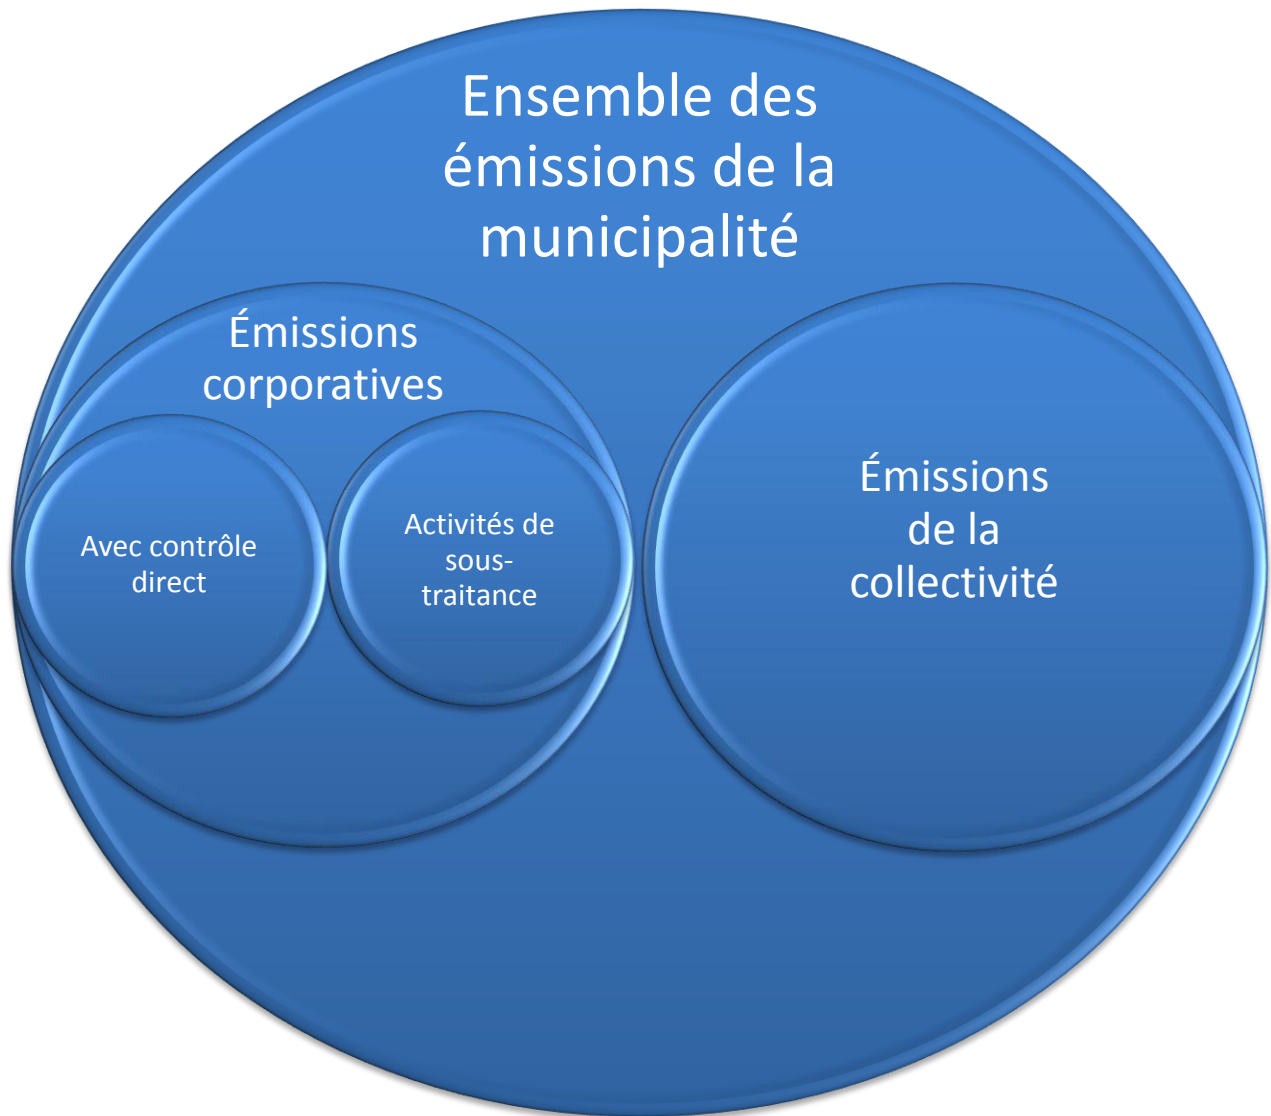 Ensemble des
émissions de la
municipalité
Émissions
corporatives
Avec contrôle
direct
Activités de
sous-
traitance
Émissions
de la
collectivité